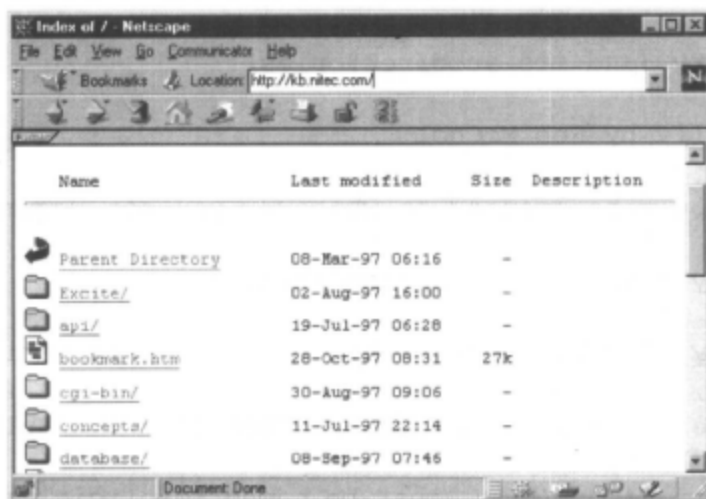 Index of / - Netscape
File Edit View Go Communicator Help
Bookmarks Location: http://kb.nitec.com/
N
Name Last modified Size Description
Parent Directory 08-Mar-97 06:16 -
Excite/ 02-Aug-97 16:00 -
api/ 19-Jul-97 06:28 -
bookmark.htm 28-Oct-97 08:31 27k
cgi-bin/ 30-Aug-97 09:06 -
concepts/ 11-Jul-97 22:14 -
database/ 08-Sep-97 07:46 -
Document: Done